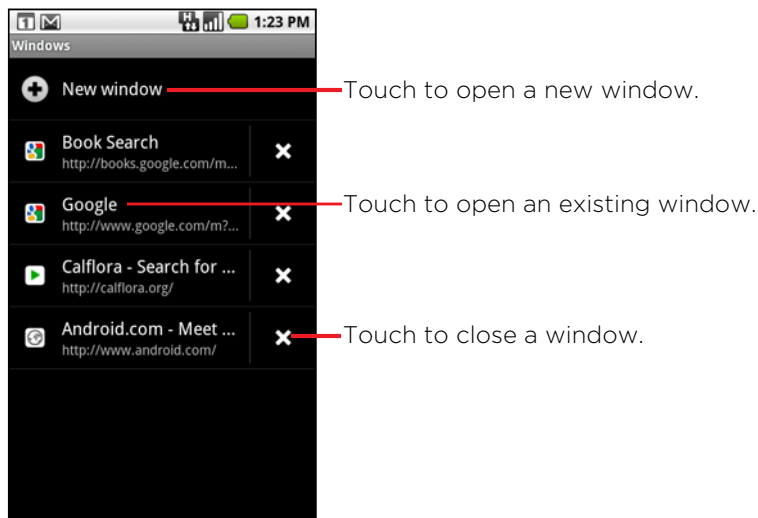 1:23 PM
Windows
New window
Touch to open a new window.
Book Search
http://books.google.com/m...
Google
http://www.google.com/m?...
Touch to open an existing window.
Calflora - Search for ...
http://calflora.org/
Android.com - Meet ...
http://www.android.com/
Touch to close a window.